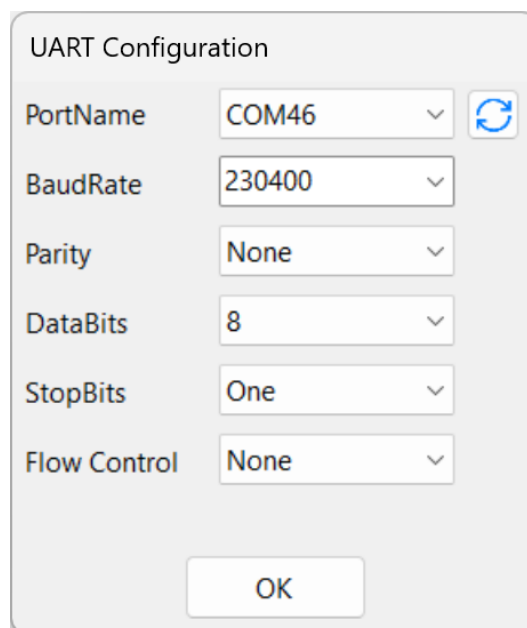 UART Configuration
PortName COM46
BaudRate 230400
Parity None
DataBits 8
StopBits One
Flow Control None
OK